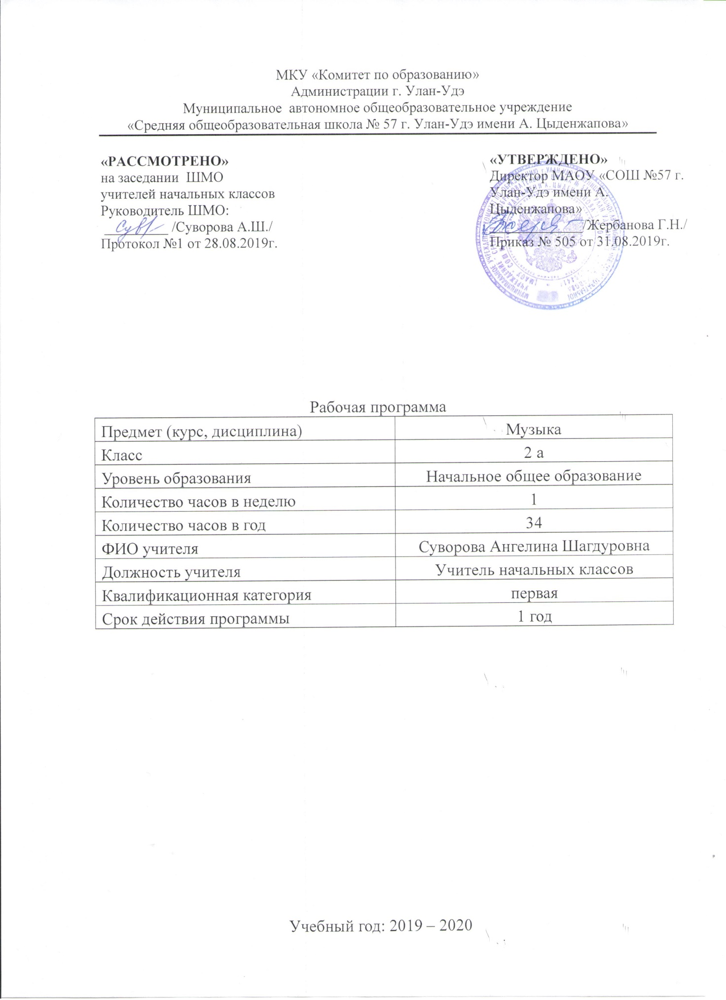 МКУ «Комитет по образованию»
Администрации г. Улан-Удэ
Муниципальное автономное общеобразовательное учреждение
«Средняя общеобразовательная школа № 57 г. Улан-Удэ имени А. Цыденжапова»
«РАССМОТРЕНО»
на заседании ШМО
учителей начальных классов
Руководитель ШМО:
/Суворова А.Ш./
Протокол №1 от 28.08.2019г.
«УТВЕРЖДЕНО»
Директор МАОУ «СОШ №57 г.
Улан-Удэ имени А.
Цыденжапова»
/Жербанова Г.Н./
Приказ № 505 от 31.08.2019г.
Рабочая программа
Предмет (курс, дисциплина) Музыка
Класс 2 а
Уровень образования Начальное общее образование
Количество часов в неделю 1
Количество часов в год 34
ФИО учителя Суворова Ангелина Шагдуровна
Должность учителя Учитель начальных классов
Квалификационная категория первая
Срок действия программы 1 год
Учебный год: 2019 – 2020